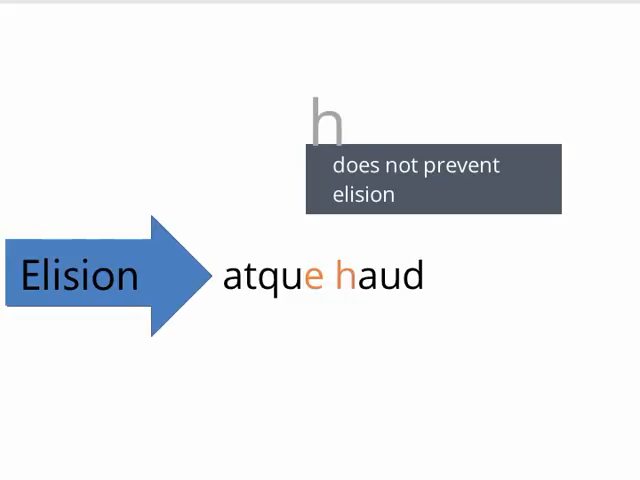 h
does not prevent
elision
Elision
atque haud